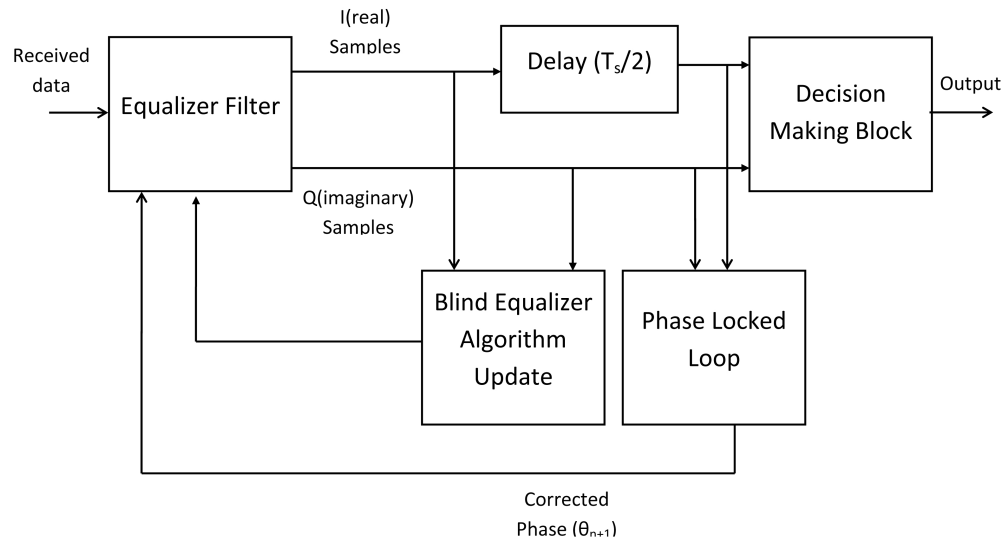 I(real)
Samples
Received
data
Equalizer Filter
Delay (Ts/2)
Decision
Making Block
Output
Q(imaginary)
Samples
Blind Equalizer
Algorithm
Update
Phase Locked
Loop
Corrected
Phase (θn+1)